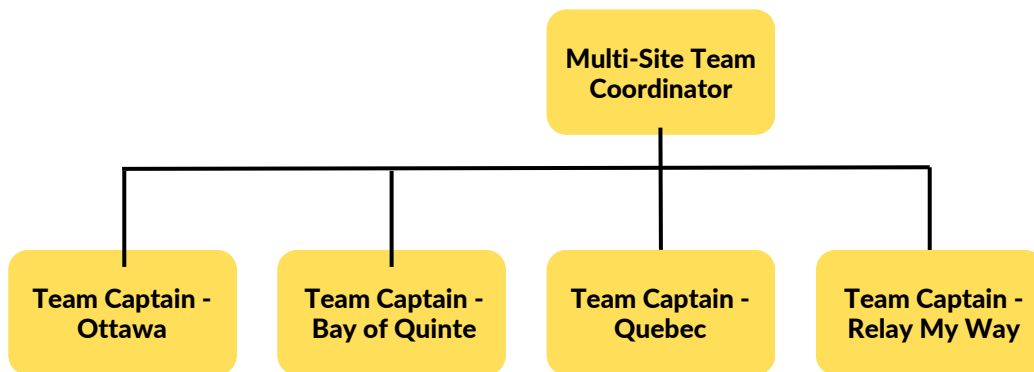 Multi-Site Team
Coordinator
Team Captain -
Ottawa
Team Captain -
Bay of Quinte
Team Captain -
Quebec
Team Captain -
Relay My Way